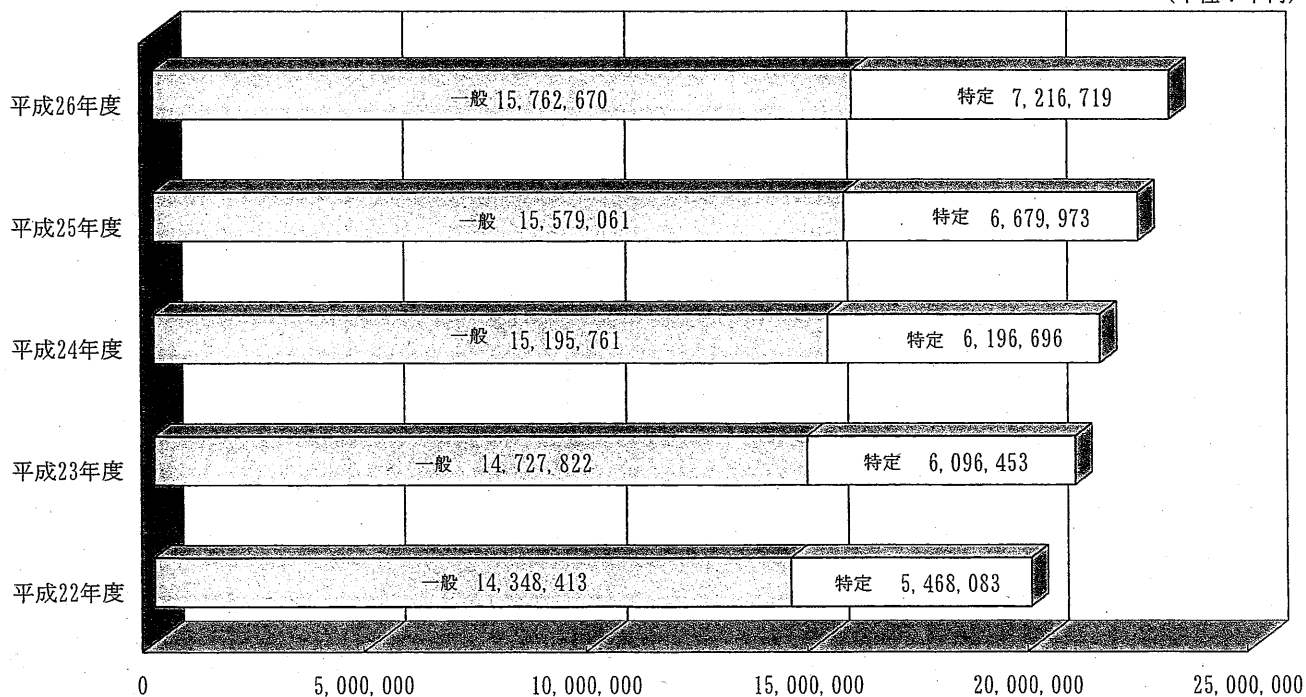 平成26年度 一般 15,762,670 特定 7,216,719
平成25年度 一般 15,579,061 特定 6,679,973
平成24年度 一般 15,195,761 特定 6,196,696
平成23年度 一般 14,727,822 特定 6,096,453
平成22年度 一般 14,348,413 特定 5,468,083
0 5,000,000 10,000,000 15,000,000 20,000,000 25,000,000